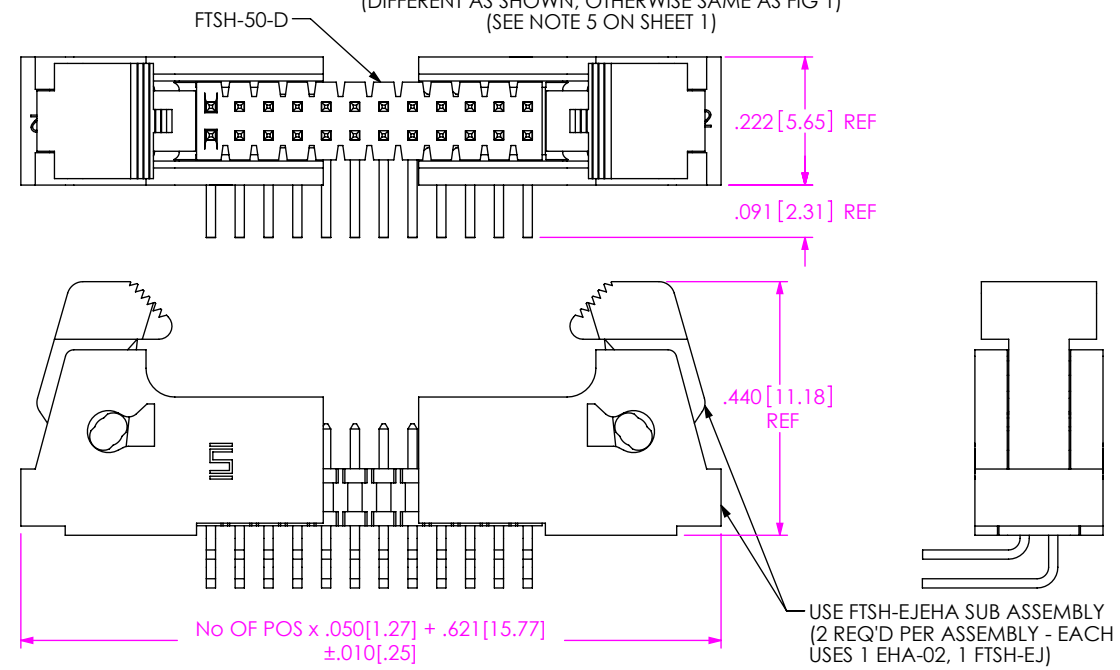 (DIFFERENT AS SHOWN, OTHERWISE SAME AS FIG 1)
(SEE NOTE 5 ON SHEET 1)
FTSH-50-D
.222[5.65] REF
.091[2.31] REF
.440[11.18]
REF
No OF POS x .050[1.27] + .621[15.77]
±.010[.25]
USE FTSH-EJEHA SUB ASSEMBLY
(2 REQ'D PER ASSEMBLY - EACH
USES 1 EHA-02, 1 FTSH-EJ)